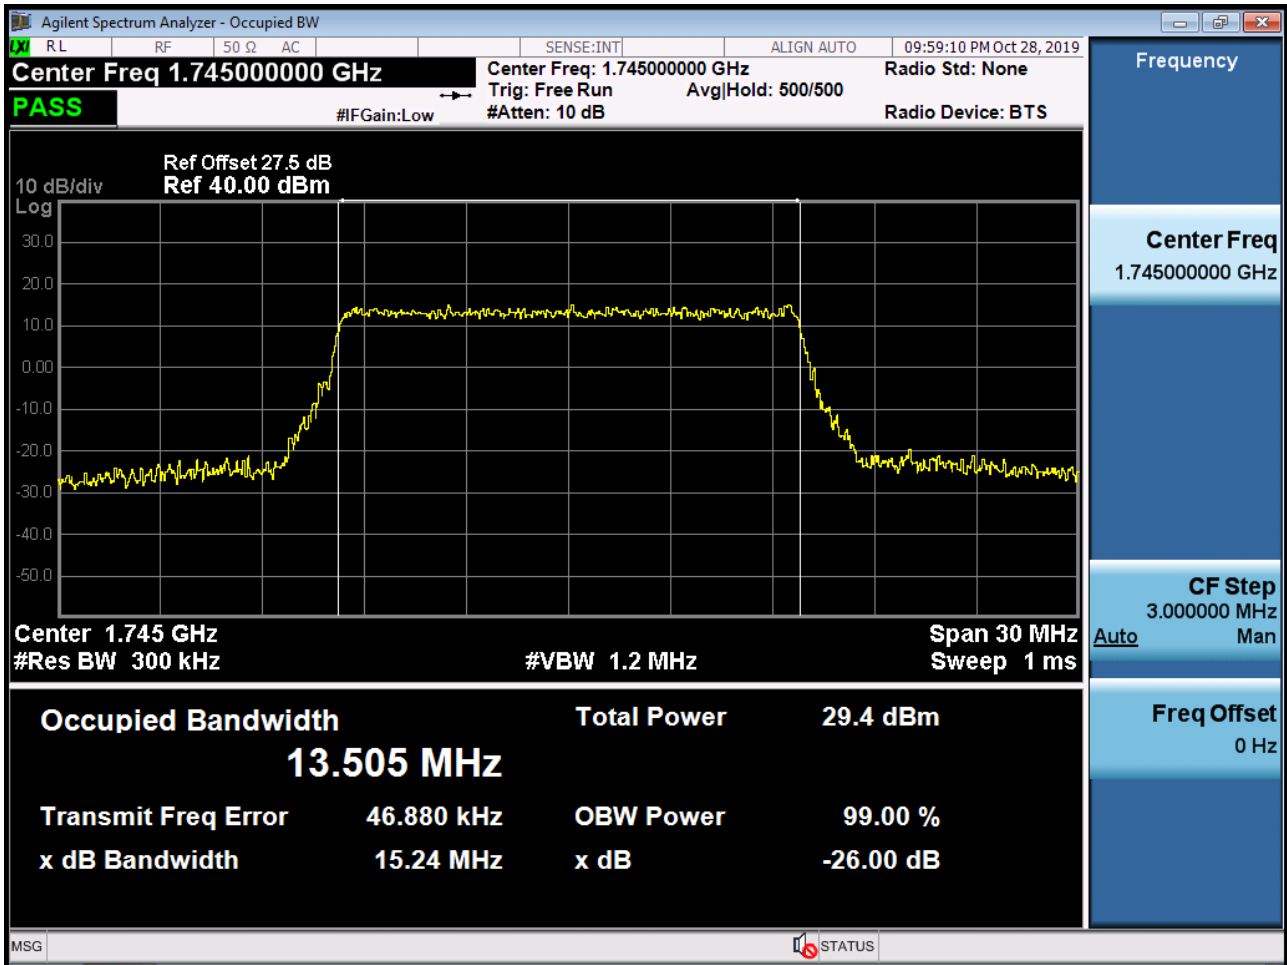 Agilent Spectrum Analyzer - Occupied BW
LXI RL RF 50 Ω AC SENSE:INT ALIGN AUTO 09:59:10 PM Oct 28, 2019
Center Freq 1.745000000 GHz
Center Freq: 1.745000000 GHz
Radio Std: None
Trig: Free Run
Avg|Hold: 500/500
PASS
#IFGain:Low
#Atten: 10 dB
Radio Device: BTS
Ref Offset 27.5 dB
10 dB/div
Ref 40.00 dBm
Log
30.0
20.0
10.0
0.00
-10.0
-20.0
-30.0
-40.0
-50.0
Center 1.745 GHz
Span 30 MHz
#Res BW 300 kHz
#VBW 1.2 MHz
Sweep 1 ms
Occupied Bandwidth
Total Power
29.4 dBm
13.505 MHz
Transmit Freq Error
46.880 kHz
OBW Power
99.00 %
x dB Bandwidth
15.24 MHz
x dB
-26.00 dB
MSG
STATUS
Frequency
Center Freq
1.745000000 GHz
CF Step
3.000000 MHz
Auto Man
Freq Offset
0 Hz